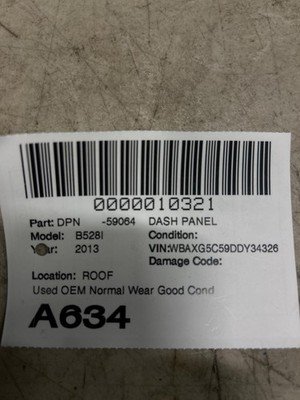 0000010321
Part: DPN -59064 DASH PANEL
Model: B528I Condition:
Year: 2013 VIN:WBAXG5C59DDY34326
Damage Code:
Location: ROOF
Used OEM Normal Wear Good Cond
A634